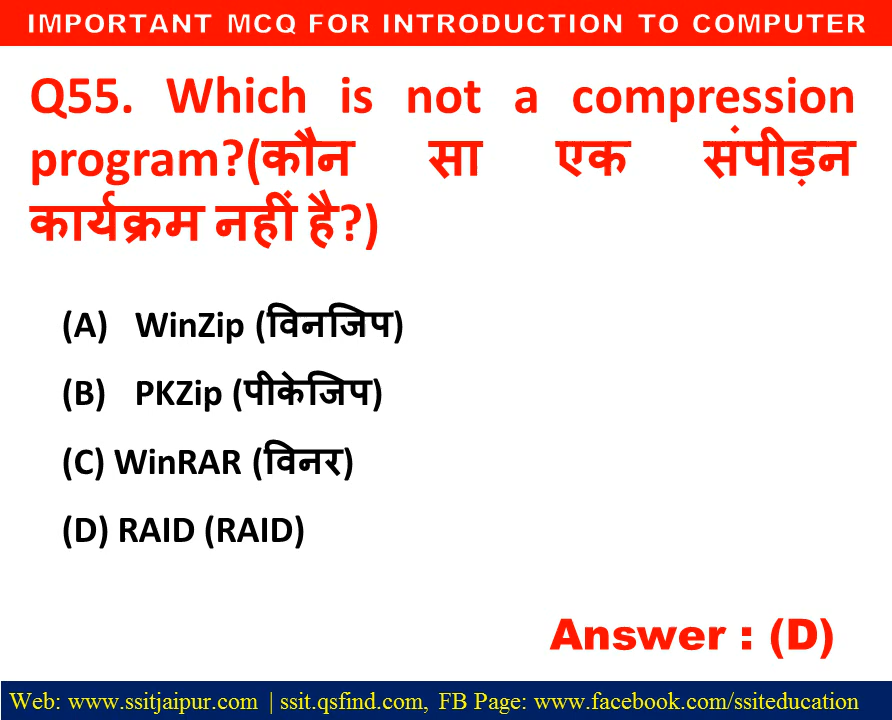 IMPORTANT MCQ FOR INTRODUCTION TO COMPUTER
Q55. Which is not a compression
program?(कौन सा एक संपीड़न
कार्यक्रम नहीं है?)
(A) WinZip (विनजिप)
(B) PKZip (पीकेजिप)
(C) WinRAR (विनर)
(D) RAID (RAID)
Answer : (D)
Web: www.ssitjaipur.com | ssit.qsfind.com, FB Page: www.facebook.com/ssiteducation